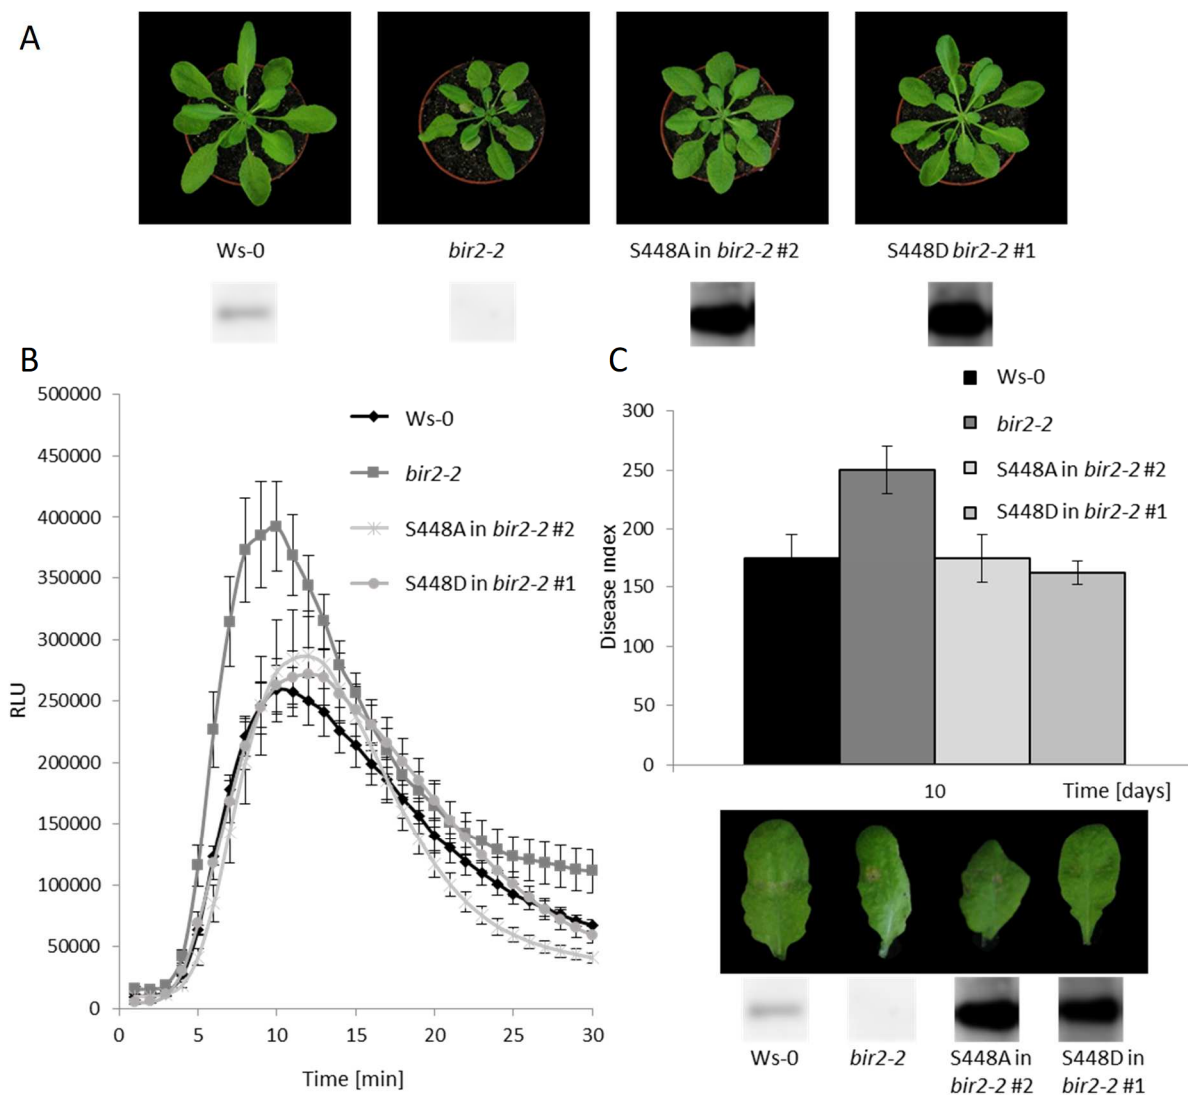 A
Ws-0
bir2-2
S448A in bir2-2 #2
S448D bir2-2 #1
B
500000
450000
400000
350000
300000
250000
200000
150000
100000
50000
0
RLU
0
5
10
15
20
25
30
Time [min]
Ws-0
bir2-2
S448A in bir2-2 #2
S448D in bir2-2 #1
C
Ws-0
bir2-2
S448A in bir2-2 #2
S448D in bir2-2 #1
300
250
200
150
100
50
0
Disease index
10
Time [days]
Ws-0
bir2-2
S448A in
bir2-2 #2
S448D in
bir2-2 #1